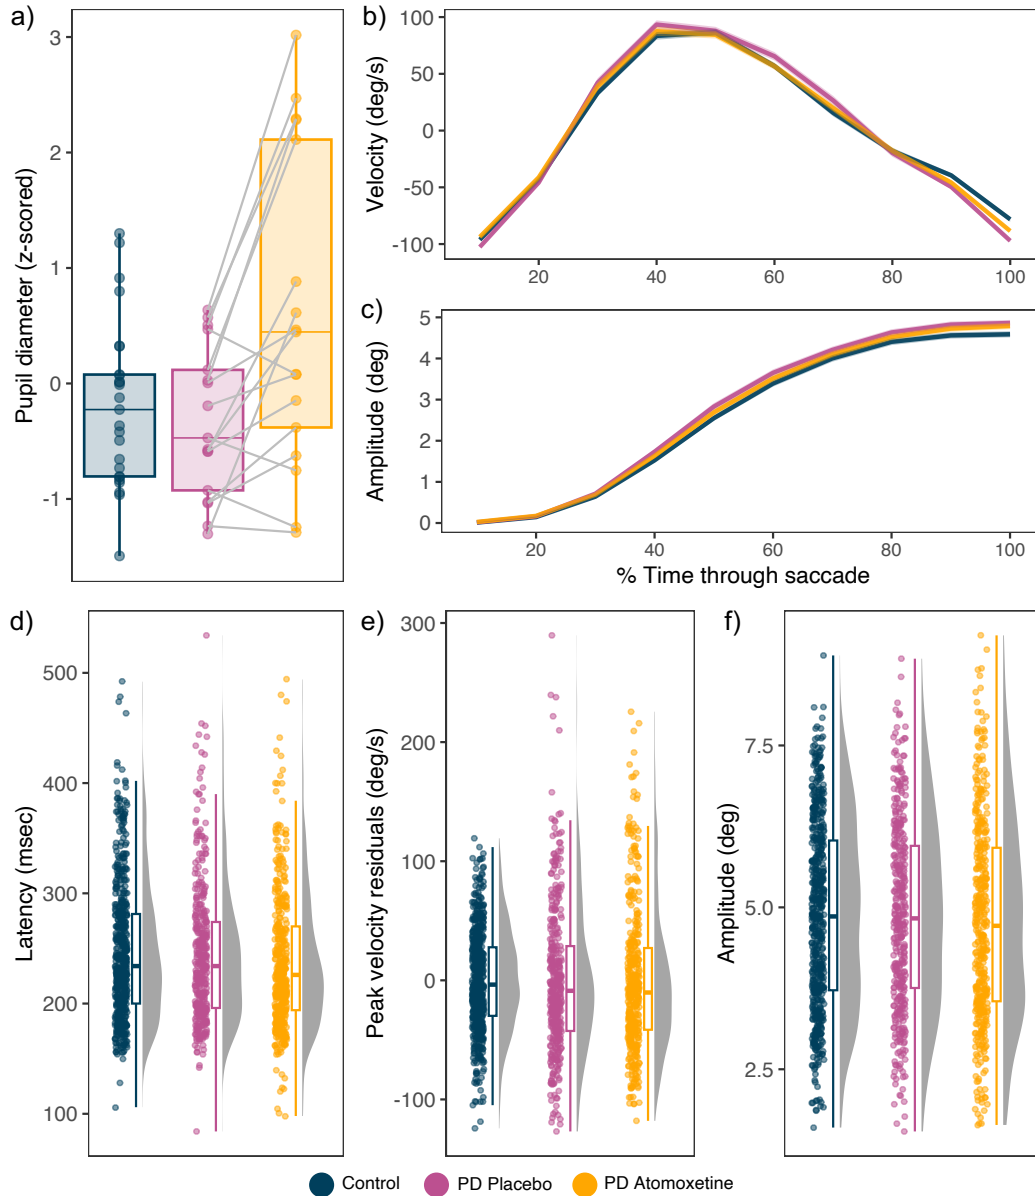 a)
Pupil diameter (z-scored)
3
2
1
0
-1
b)
Velocity (deg/s)
100
50
0
-50
-100
20 40 60 80 100
c)
Amplitude (deg)
5
4
3
2
1
0
20 40 60 80 100
% Time through saccade
d)
Latency (msec)
500
400
300
200
100
e)
Peak velocity residuals (deg/s)
300
200
100
0
-100
f)
Amplitude (deg)
7.5
5.0
2.5
Control PD Placebo PD Atomoxetine